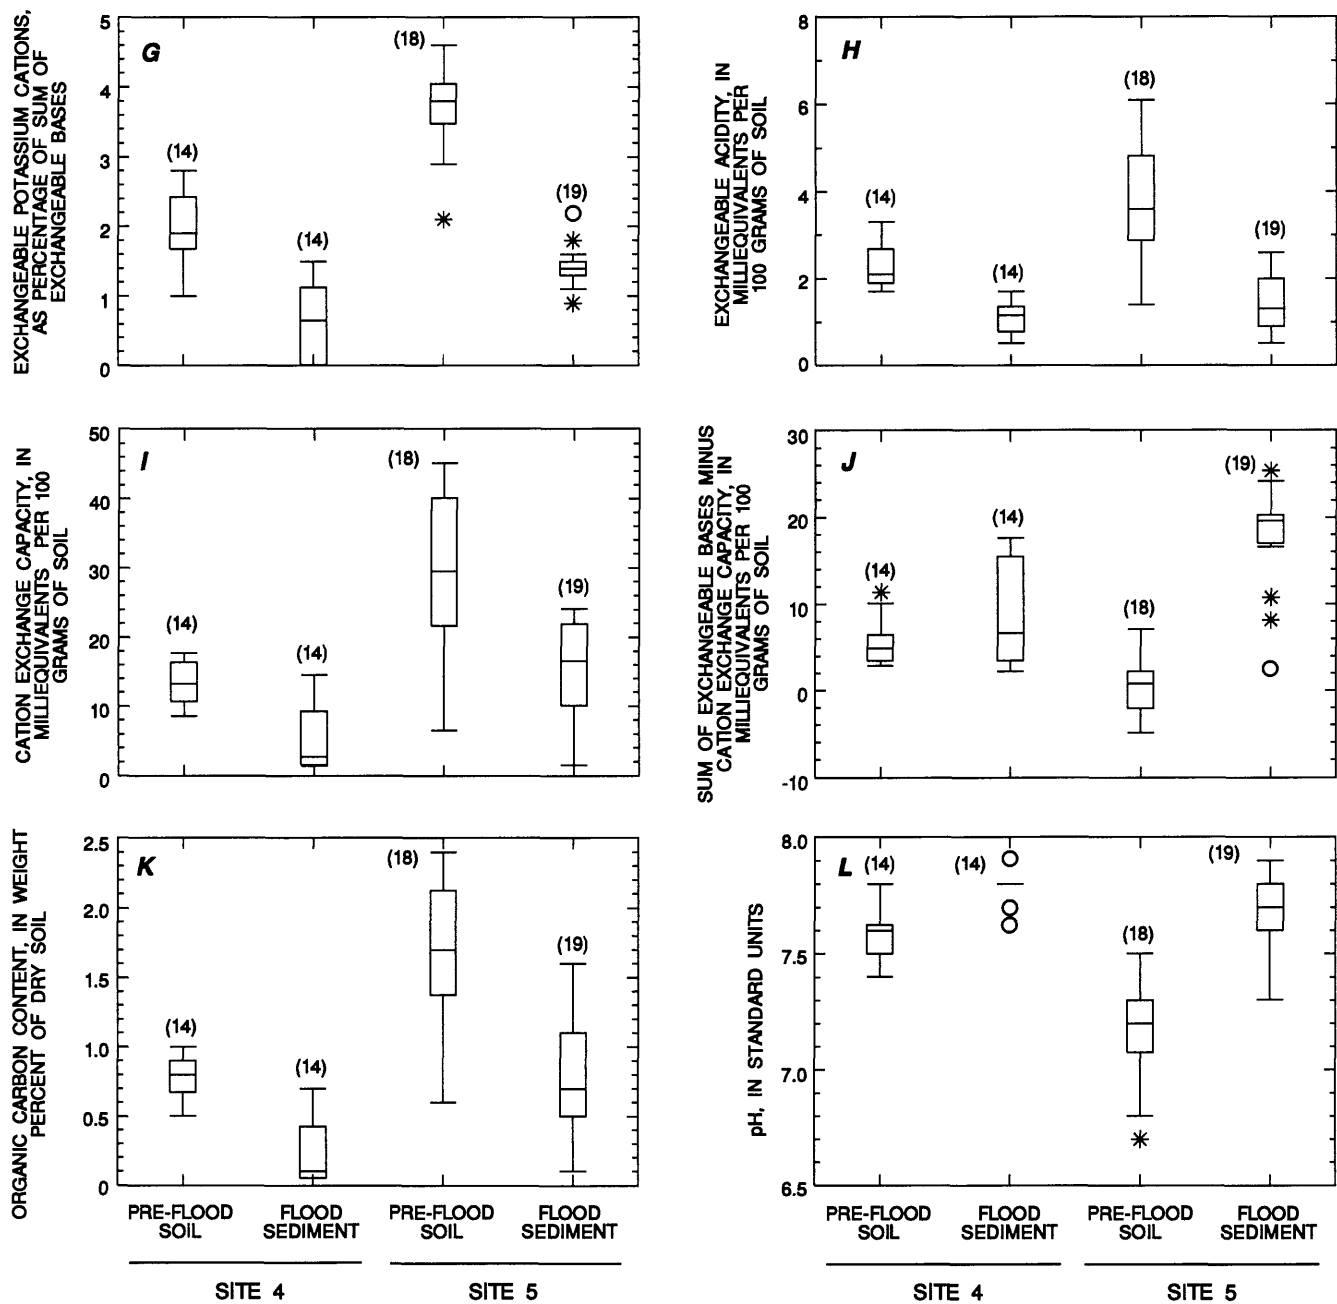 EXCHANGEABLE POTASSIUM CATIONS,
AS PERCENTAGE OF SUM OF
EXCHANGEABLE BASES
G
5
4
3
2
1
0
(14)
(14)
(18)
(19)
EXCHANGEABLE ACIDITY, IN
MILLIEQUIVALENTS PER
100 GRAMS OF SOIL
H
8
6
4
2
0
(14)
(14)
(18)
(19)
CATION EXCHANGE CAPACITY, IN
MILLIEQUIVALENTS PER 100
GRAMS OF SOIL
I
50
40
30
20
10
0
(14)
(14)
(18)
(19)
SUM OF EXCHANGEABLE BASES MINUS
CATION EXCHANGE CAPACITY, IN
MILLIEQUIVALENTS PER 100
GRAMS OF SOIL
J
30
20
10
0
-10
(14)
(14)
(18)
(19)
ORGANIC CARBON CONTENT, IN WEIGHT
PERCENT OF DRY SOIL
K
2.5
2.0
1.5
1.0
0.5
0
(14)
(14)
(18)
(19)
pH, IN STANDARD UNITS
L
8.0
7.5
7.0
6.5
(14)
(14)
(18)
(19)
PRE-FLOOD
SOIL
FLOOD
SEDIMENT
PRE-FLOOD
SOIL
FLOOD
SEDIMENT
SITE 4
SITE 5
PRE-FLOOD
SOIL
FLOOD
SEDIMENT
PRE-FLOOD
SOIL
FLOOD
SEDIMENT
SITE 4
SITE 5